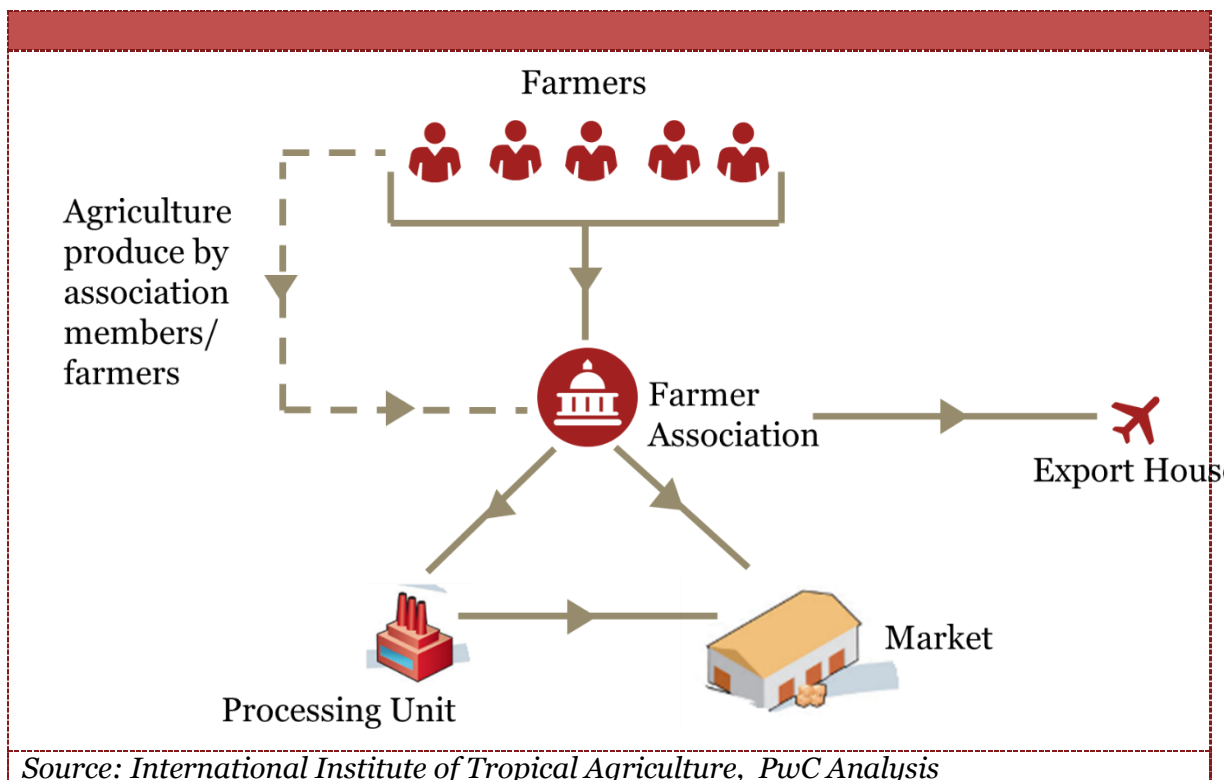 Farmers
Agriculture
produce by
association
members/
farmers
Farmer
Association
Export House
Processing Unit
Market
Source: International Institute of Tropical Agriculture, PwC Analysis